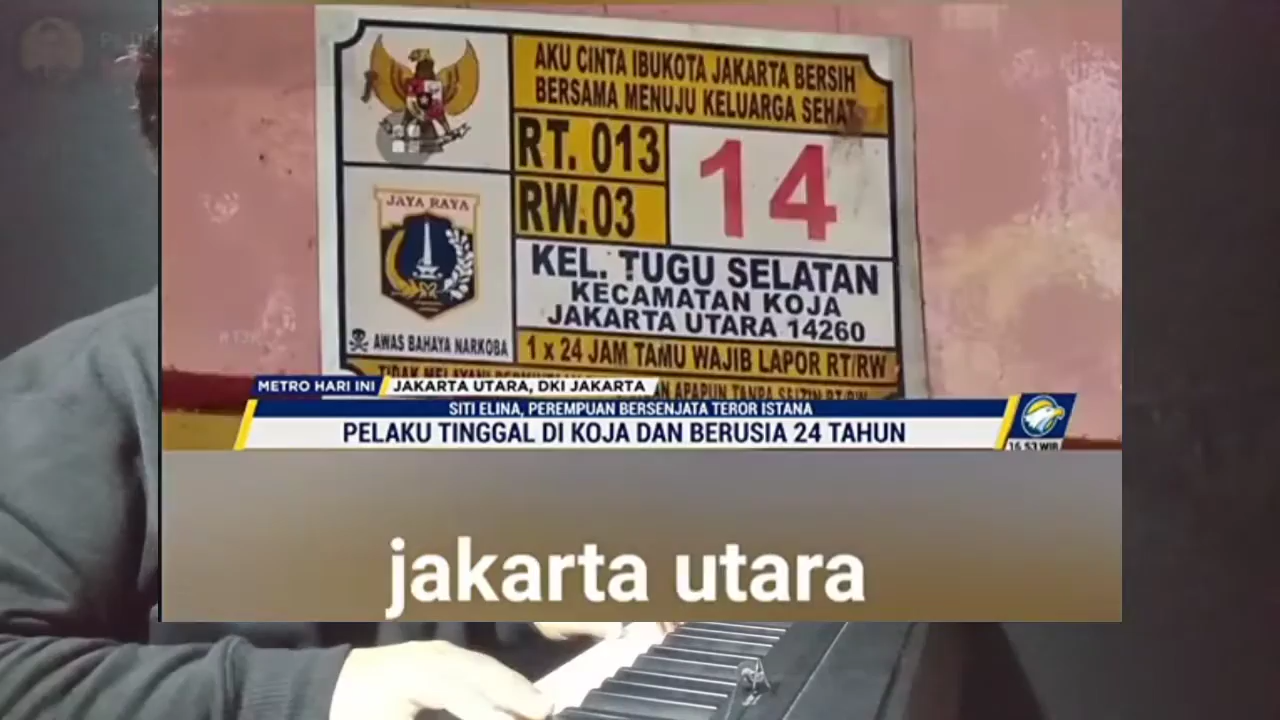 AKU CINTA IBUKOTA JAKARTA BERSIH
BERSAMA MENUJU KELUARGA SEHAT
RT. 013
RW. 03
14
JAYA RAYA
KEL. TUGU SELATAN
KECAMATAN KOJA
JAKARTA UTARA 14260
AWAS BAHAYA NARKOBA
1 x 24 JAM TAMU WAJIB LAPOR RT/RW
METRO HARI INI
JAKARTA UTARA, DKI JAKARTA
SITI ELINA, PEREMPUAN BERSENJATA TEROR ISTANA
PELAKU TINGGAL DI KOJA DAN BERUSIA 24 TAHUN
16:53 WIB
jakarta utara